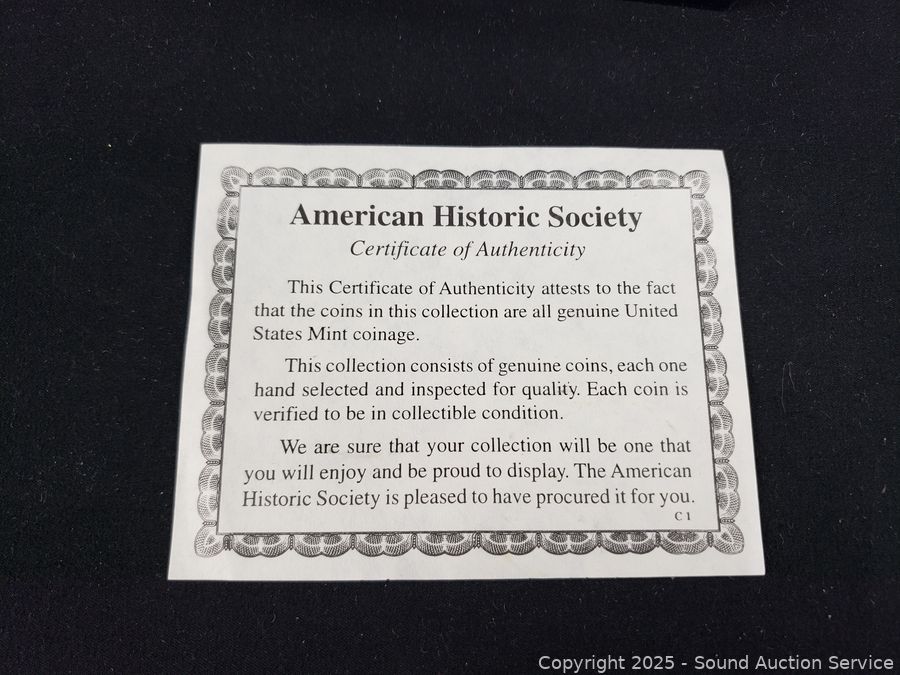 American Historic Society
Certificate of Authenticity
This Certificate of Authenticity attests to the fact
that the coins in this collection are all genuine United
States Mint coinage.
This collection consists of genuine coins, each one
hand selected and inspected for quality. Each coin is
verified to be in collectible condition.
We are sure that your collection will be one that
you will enjoy and be proud to display. The American
Historic Society is pleased to have procured it for you.
C 1
Copyright 2025 - Sound Auction Service